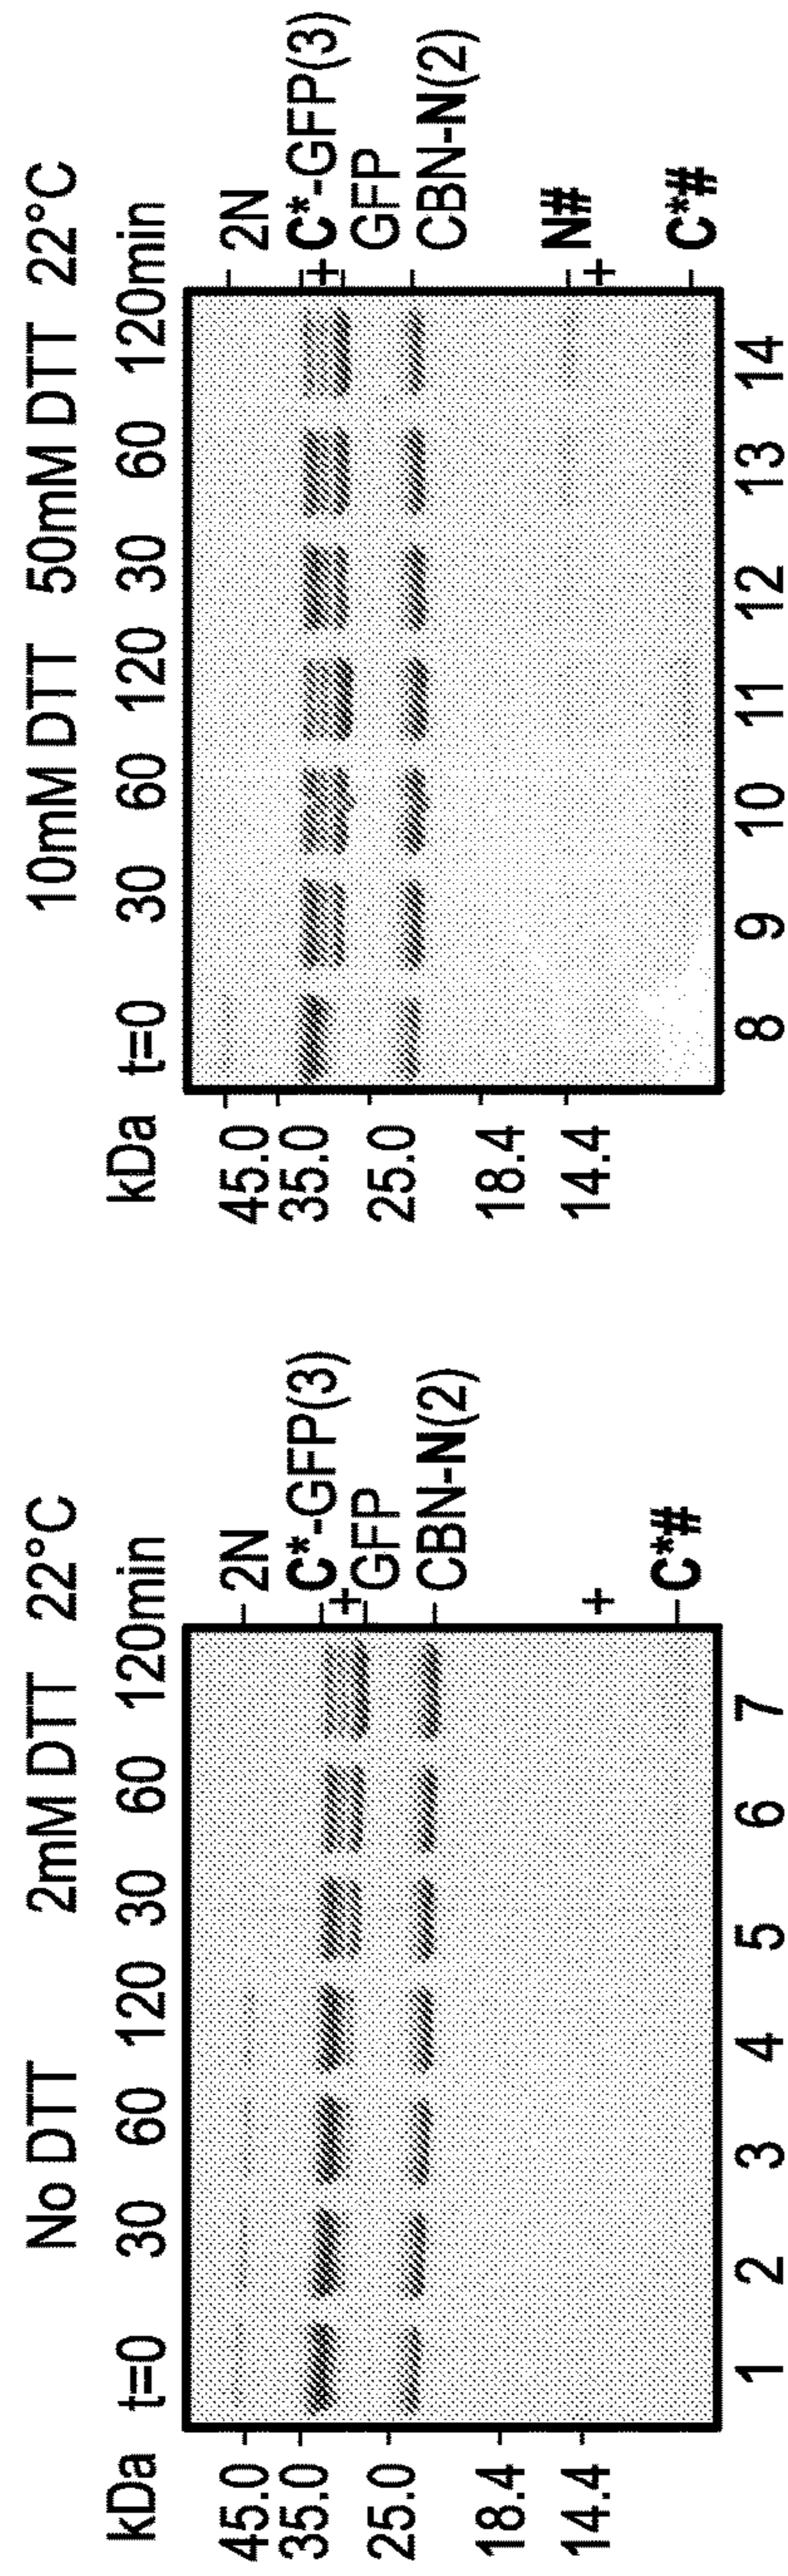 No DTT 2mM DTT 22°C
kDa t=0 30 60 120 30 60 120min
45.0
35.0
25.0
18.4
14.4
2N
C*-GFP(3)
+
GFP
CBN-N(2)
+
C*#
1 2 3 4 5 6 7
10mM DTT 50mM DTT 22°C
kDa t=0 30 60 120 30 60 120min
45.0
35.0
25.0
18.4
14.4
2N
C*-GFP(3)
+
GFP
CBN-N(2)
N#
+
C*#
8 9 10 11 12 13 14